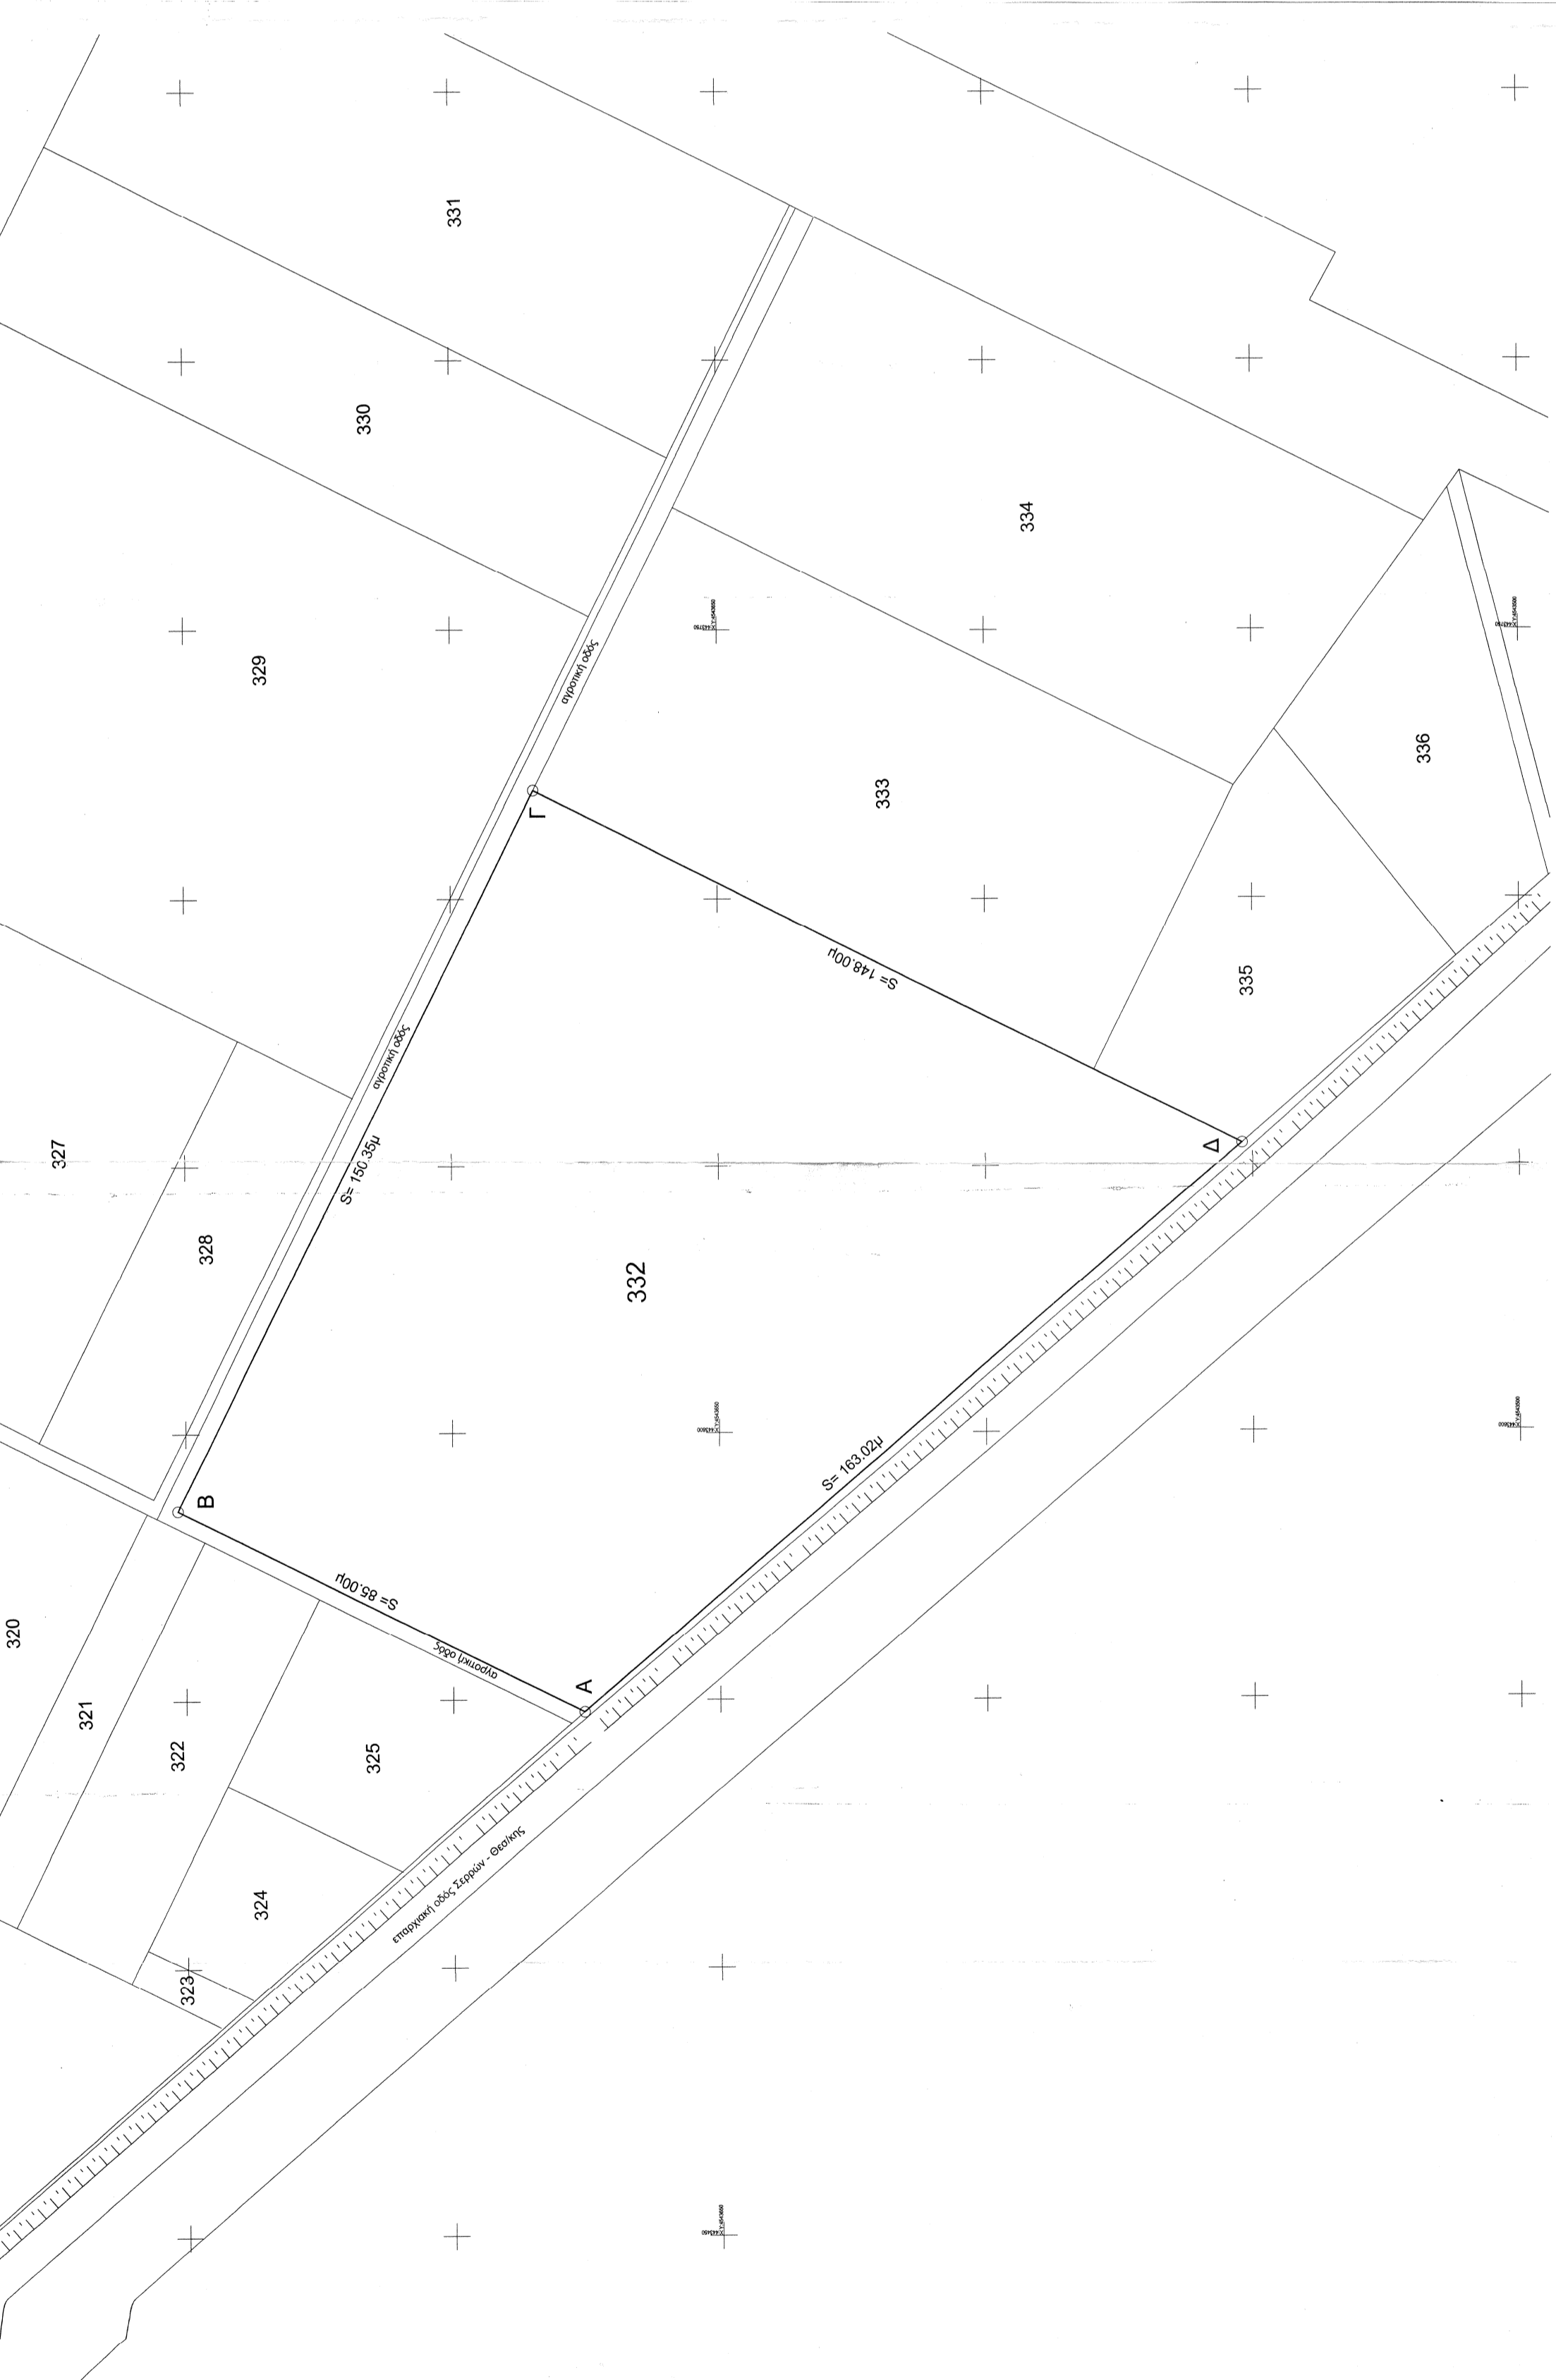 331
330
329
αγροτική οδός
334
333
336
335
Γ
S= 148.00μ
Δ
αγροτική οδός
S= 150.35μ
327
328
332
B
S= 85.00μ
αγροτική οδός
A
S= 163.02μ
320
321
322
325
324
323
επαρχιακή οδός Σερρών - Θεσ/κης